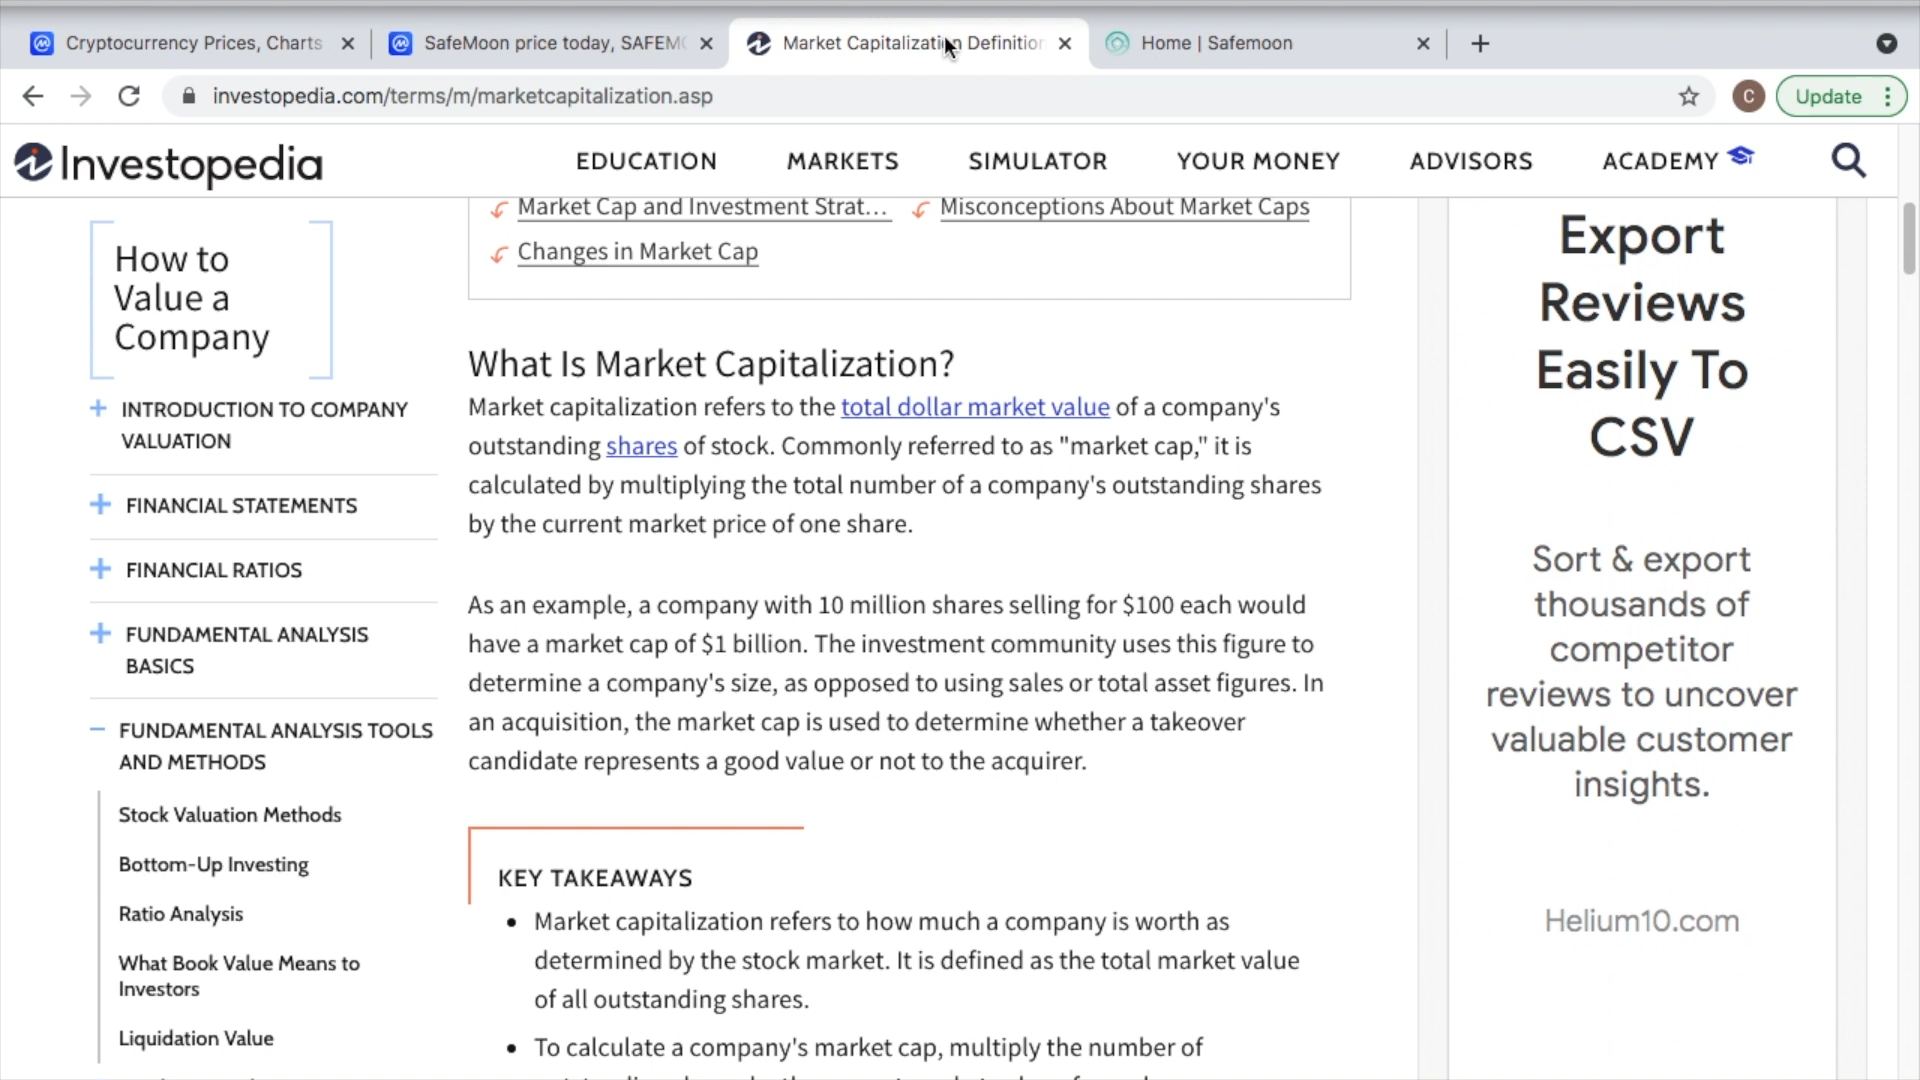 Cryptocurrency Prices, Charts
SafeMoon price today, SAFEM
Market Capitalization Definition
Home | Safemoon
investopedia.com/terms/m/marketcapitalization.asp
C
Update
Investopedia
EDUCATION
MARKETS
SIMULATOR
YOUR MONEY
ADVISORS
ACADEMY
Market Cap and Investment Strat...
Misconceptions About Market Caps
Changes in Market Cap
How to
Value a
Company
+ INTRODUCTION TO COMPANY
VALUATION
+ FINANCIAL STATEMENTS
+ FINANCIAL RATIOS
+ FUNDAMENTAL ANALYSIS
BASICS
– FUNDAMENTAL ANALYSIS TOOLS
AND METHODS
Stock Valuation Methods
Bottom-Up Investing
Ratio Analysis
What Book Value Means to
Investors
Liquidation Value
What Is Market Capitalization?
Market capitalization refers to the total dollar market value of a company's
outstanding shares of stock. Commonly referred to as "market cap," it is
calculated by multiplying the total number of a company's outstanding shares
by the current market price of one share.
As an example, a company with 10 million shares selling for $100 each would
have a market cap of $1 billion. The investment community uses this figure to
determine a company's size, as opposed to using sales or total asset figures. In
an acquisition, the market cap is used to determine whether a takeover
candidate represents a good value or not to the acquirer.
KEY TAKEAWAYS
• Market capitalization refers to how much a company is worth as
determined by the stock market. It is defined as the total market value
of all outstanding shares.
• To calculate a company's market cap, multiply the number of
Export
Reviews
Easily To
CSV
Sort & export
thousands of
competitor
reviews to uncover
valuable customer
insights.
Helium10.com